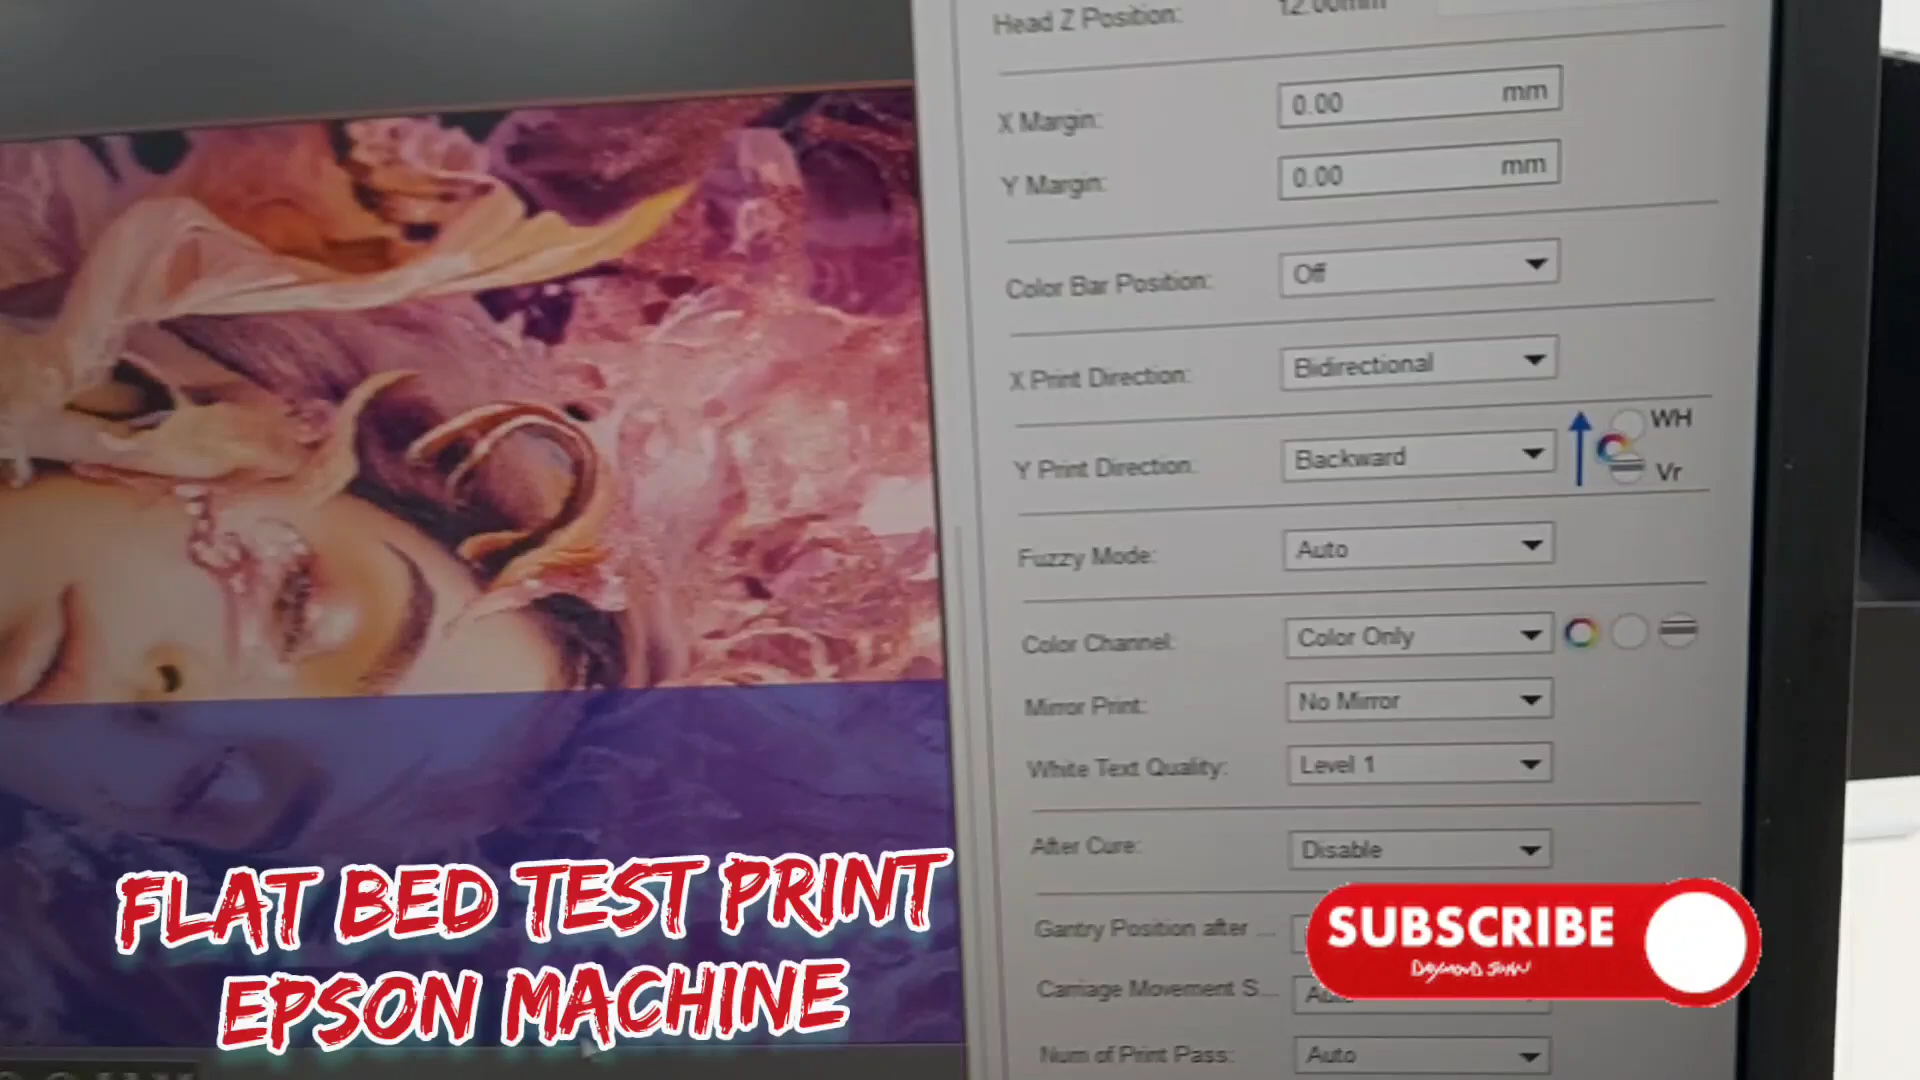 Head Z Position: 12.00mm
X Margin: 0.00 mm
Y Margin: 0.00 mm
Color Bar Position: Off
X Print Direction: Bidirectional
Y Print Direction: Backward WH Vr
Fuzzy Mode: Auto
Color Channel: Color Only
Mirror Print: No Mirror
White Text Quality: Level 1
After Cure: Disable
Gantry Position after ...
Carriage Movement S...
Num of Print Pass: Auto
FLAT BED TEST PRINT
EPSON MACHINE
SUBSCRIBE